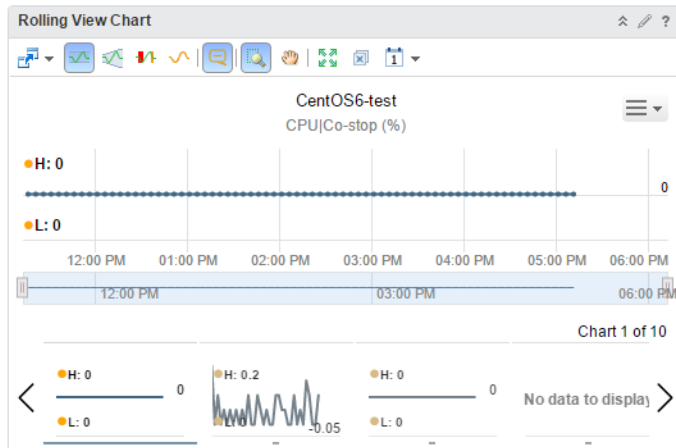 Rolling View Chart ?
1
CentOS6-test
CPU|Co-stop (%)
H: 0
0
L: 0
12:00 PM 01:00 PM 02:00 PM 03:00 PM 04:00 PM 05:00 PM 06:00 PM
12:00 PM 03:00 PM 06:00 PM
Chart 1 of 10
H: 0 H: 0.2 H: 0
0 0 No data to display
L: 0 L: 0 -0.05 L: 0